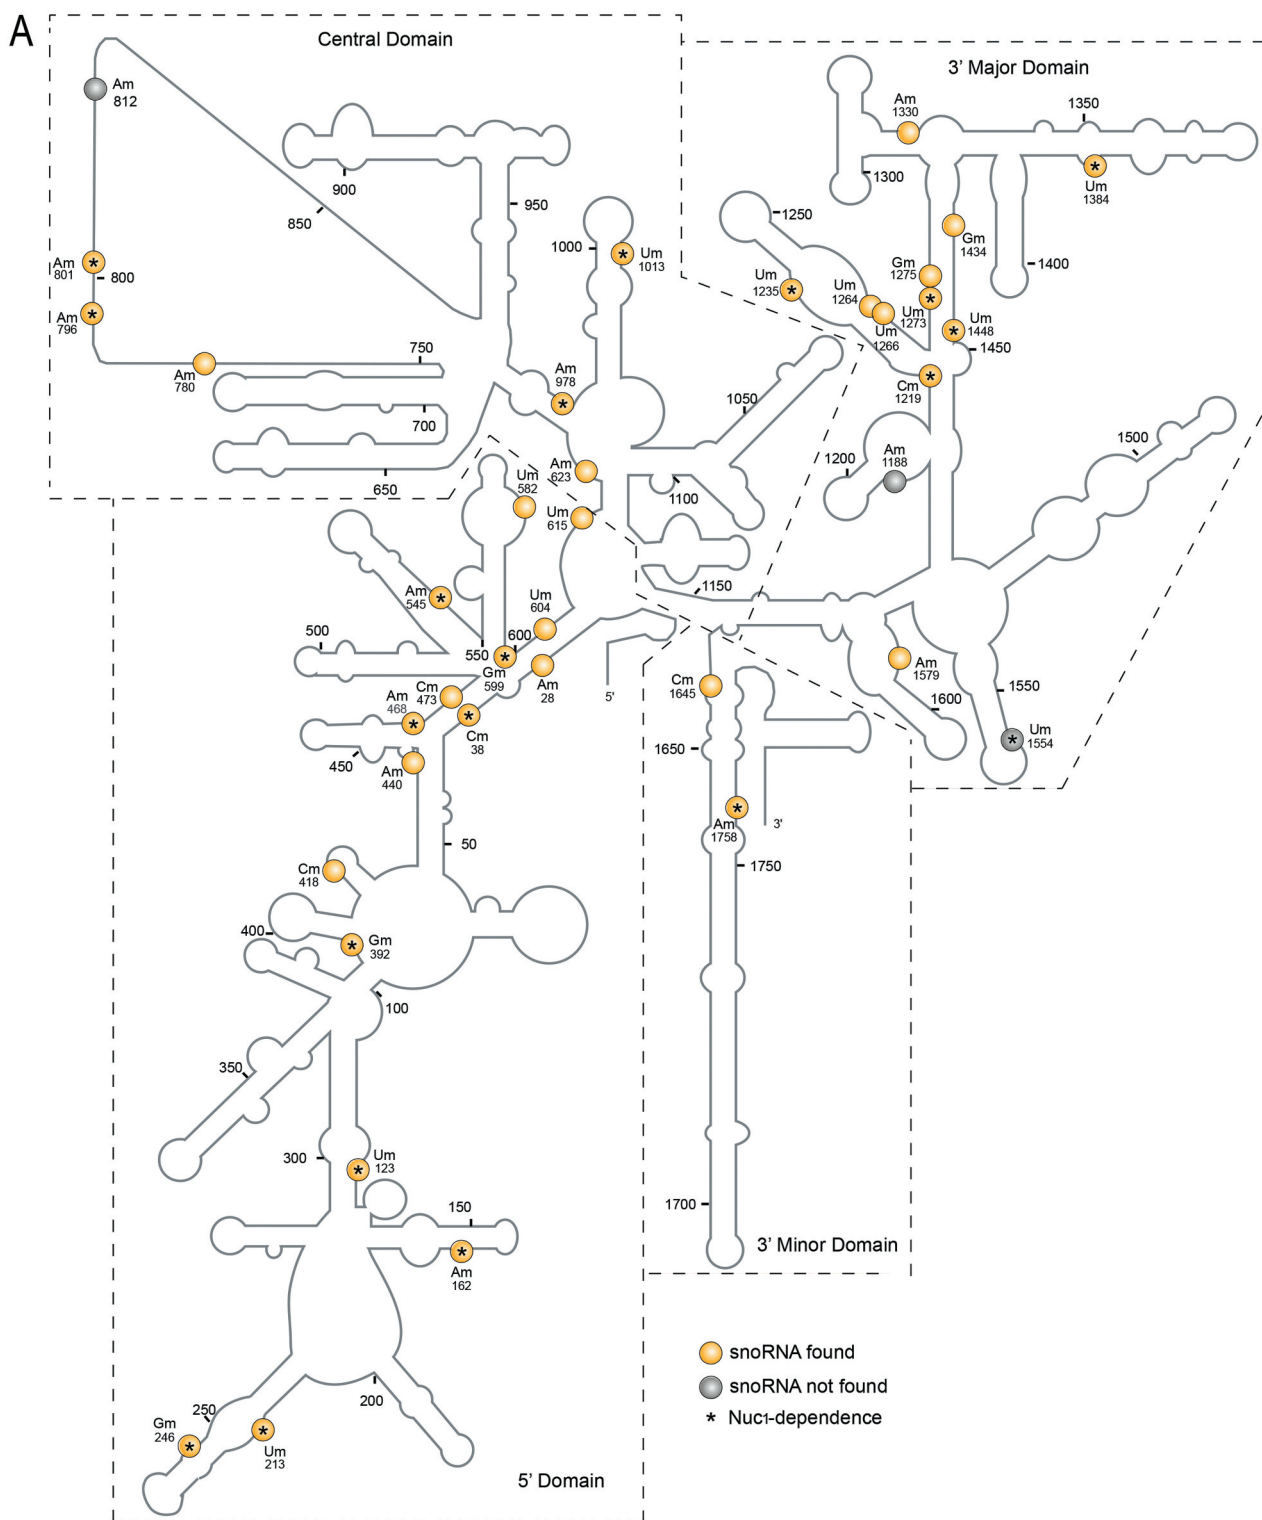 A
Central Domain
3' Major Domain
Am
812
Am
1330
1350
900
1300
Um
1384
850
950
1250
1000
Um
1013
Gm
1434
1400
Am
801
800
Gm
1275
Um
1235
Um
1264
Um
1273
Am
796
Um
1266
Um
1448
1450
750
Am
780
Am
978
Cm
1219
700
1050
1500
650
Am
623
1200
Am
1188
Um
582
1100
Um
615
1150
Am
545
Um
604
500
550
600
Gm
599
Am
28
5'
Cm
1645
Am
1579
Cm
473
Am
468
1550
1600
Cm
38
Um
1554
450
1650
Am
440
Am
1758
3'
50
1750
Cm
418
400
Gm
392
100
350
300
Um
123
150
1700
3' Minor Domain
Am
162
snoRNA found
200
snoRNA not found
250
* Nuc1-dependence
Gm
246
Um
213
5' Domain